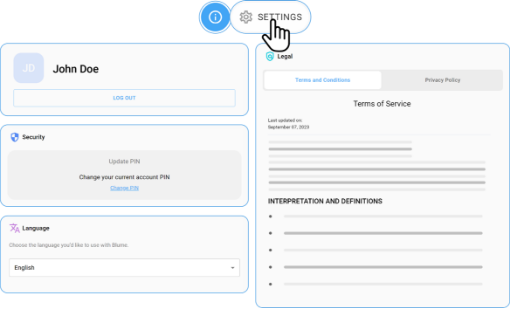 SETTINGS
JD
John Doe
LOG OUT
Security
Update PIN
Change your current account PIN
Change PIN
Language
Choose the language you'd like to use with Blume.
English
Legal
Terms and Conditions
Privacy Policy
Terms of Service
Last updated on:
September 07, 2023
INTERPRETATION AND DEFINITIONS